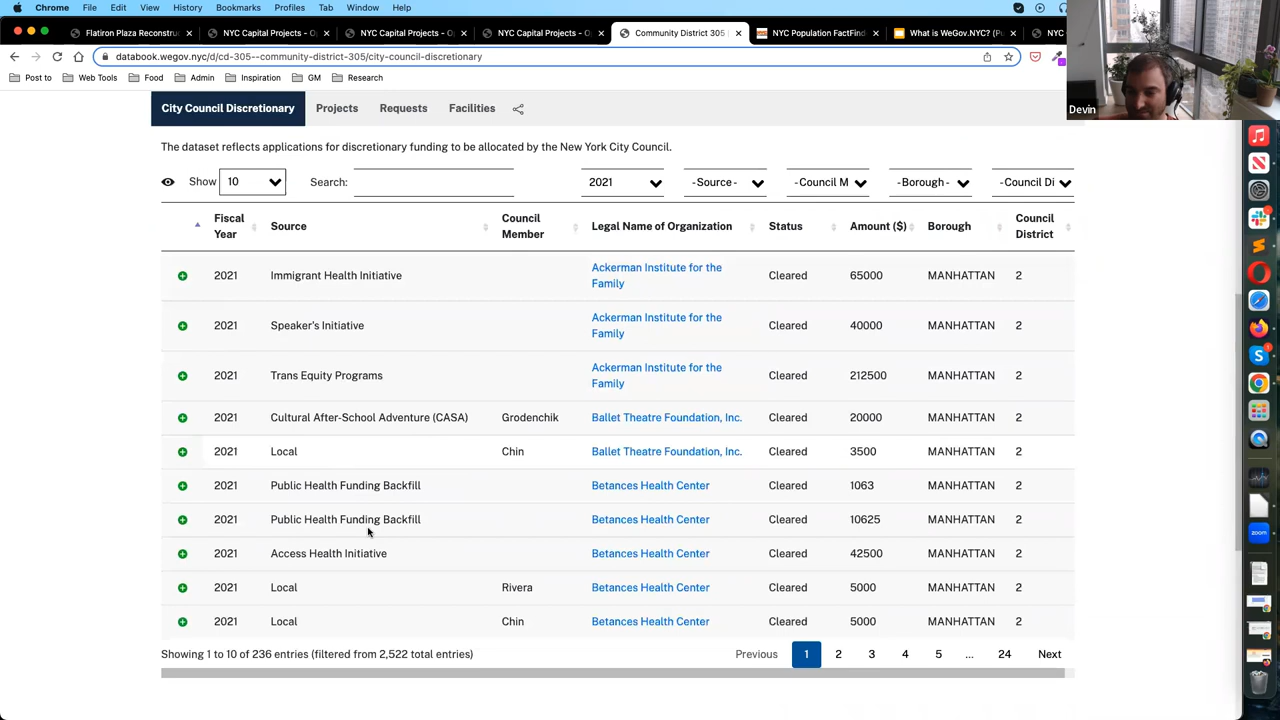 Chrome File Edit View History Bookmarks Profiles Tab Window Help
Flatiron Plaza Reconstru NYC Capital Projects - Op NYC Capital Projects - Op NYC Capital Projects - Op Community District 305 NYC Population FactFind What is WeGov.NYC? (Pu NYC
databook.wegov.nyc/d/cd-305--community-district-305/city-council-discretionary
Post to Web Tools Food Admin Inspiration GM Research
Devin
City Council Discretionary Projects Requests Facilities
The dataset reflects applications for discretionary funding to be allocated by the New York City Council.
Show 10 Search: 2021 - Source - - Council M - Borough - - Council Di
Fiscal Year Source Council Member Legal Name of Organization Status Amount ($) Borough Council District
2021 Immigrant Health Initiative Ackerman Institute for the Family Cleared 65000 MANHATTAN 2
2021 Speaker's Initiative Ackerman Institute for the Family Cleared 40000 MANHATTAN 2
2021 Trans Equity Programs Ackerman Institute for the Family Cleared 212500 MANHATTAN 2
2021 Cultural After-School Adventure (CASA) Grodenchik Ballet Theatre Foundation, Inc. Cleared 20000 MANHATTAN 2
2021 Local Chin Ballet Theatre Foundation, Inc. Cleared 3500 MANHATTAN 2
2021 Public Health Funding Backfill Betances Health Center Cleared 1063 MANHATTAN 2
2021 Public Health Funding Backfill Betances Health Center Cleared 10625 MANHATTAN 2
2021 Access Health Initiative Betances Health Center Cleared 42500 MANHATTAN 2
2021 Local Rivera Betances Health Center Cleared 5000 MANHATTAN 2
2021 Local Chin Betances Health Center Cleared 5000 MANHATTAN 2
Showing 1 to 10 of 236 entries (filtered from 2,522 total entries) Previous 1 2 3 4 5 ... 24 Next